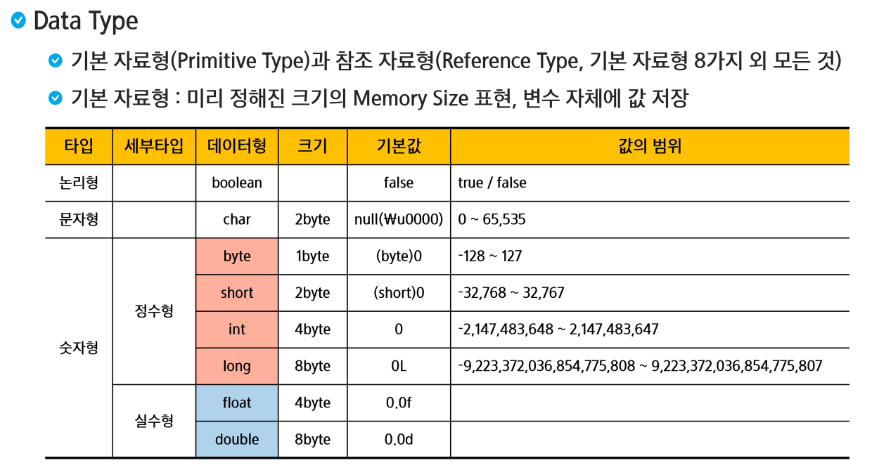 Data Type
기본 자료형(Primitive Type)과 참조 자료형(Reference Type, 기본 자료형 8가지 외 모든 것)
기본 자료형 : 미리 정해진 크기의 Memory Size 표현, 변수 자체에 값 저장
타입 세부타입 데이터형 크기 기본값 값의 범위
논리형 boolean false true / false
문자형 char 2byte null(₩u0000) 0 ~ 65,535
숫자형 정수형 byte 1byte (byte)0 -128 ~ 127
short 2byte (short)0 -32,768 ~ 32,767
int 4byte 0 -2,147,483,648 ~ 2,147,483,647
long 8byte 0L -9,223,372,036,854,775,808 ~ 9,223,372,036,854,775,807
실수형 float 4byte 0.0f
double 8byte 0.0d